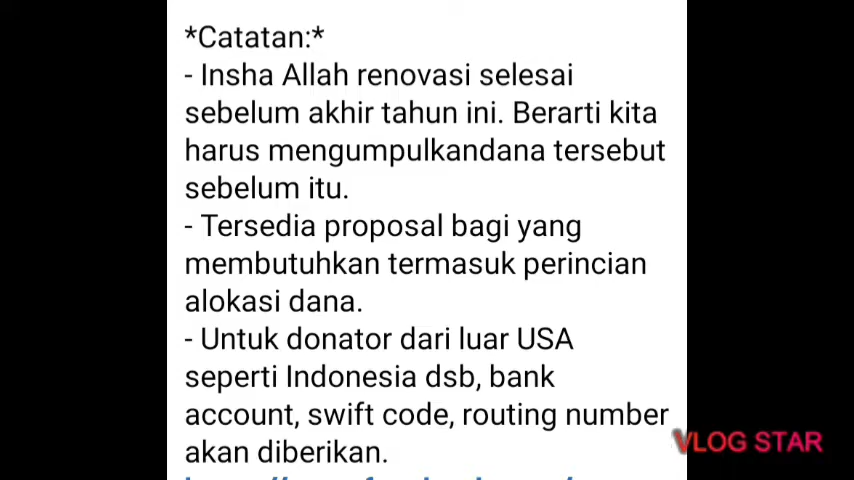 *Catatan:*
- Insha Allah renovasi selesai
sebelum akhir tahun ini. Berarti kita
harus mengumpulkandana tersebut
sebelum itu.
- Tersedia proposal bagi yang
membutuhkan termasuk perincian
alokasi dana.
- Untuk donator dari luar USA
seperti Indonesia dsb, bank
account, swift code, routing number
akan diberikan.
VLOG STAR